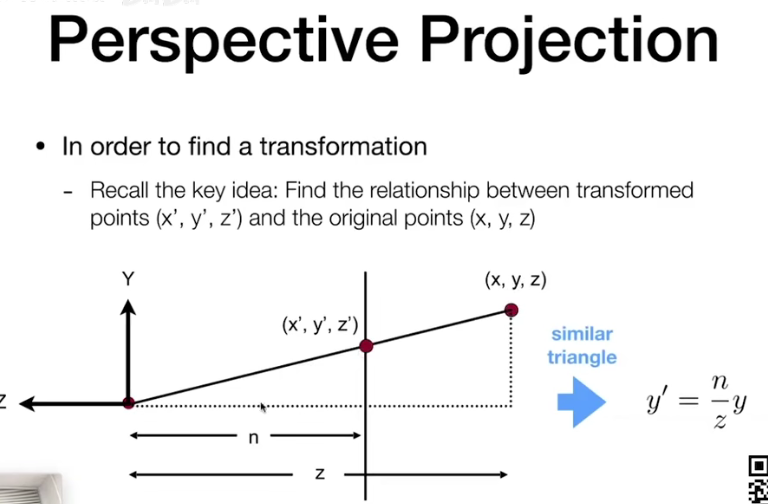 Perspective Projection
• In order to find a transformation
- Recall the key idea: Find the relationship between transformed
points (x’, y’, z’) and the original points (x, y, z)
Y
(x, y, z)
(x’, y’, z’)
similar
triangle
y′ = n/z y
z
n
z